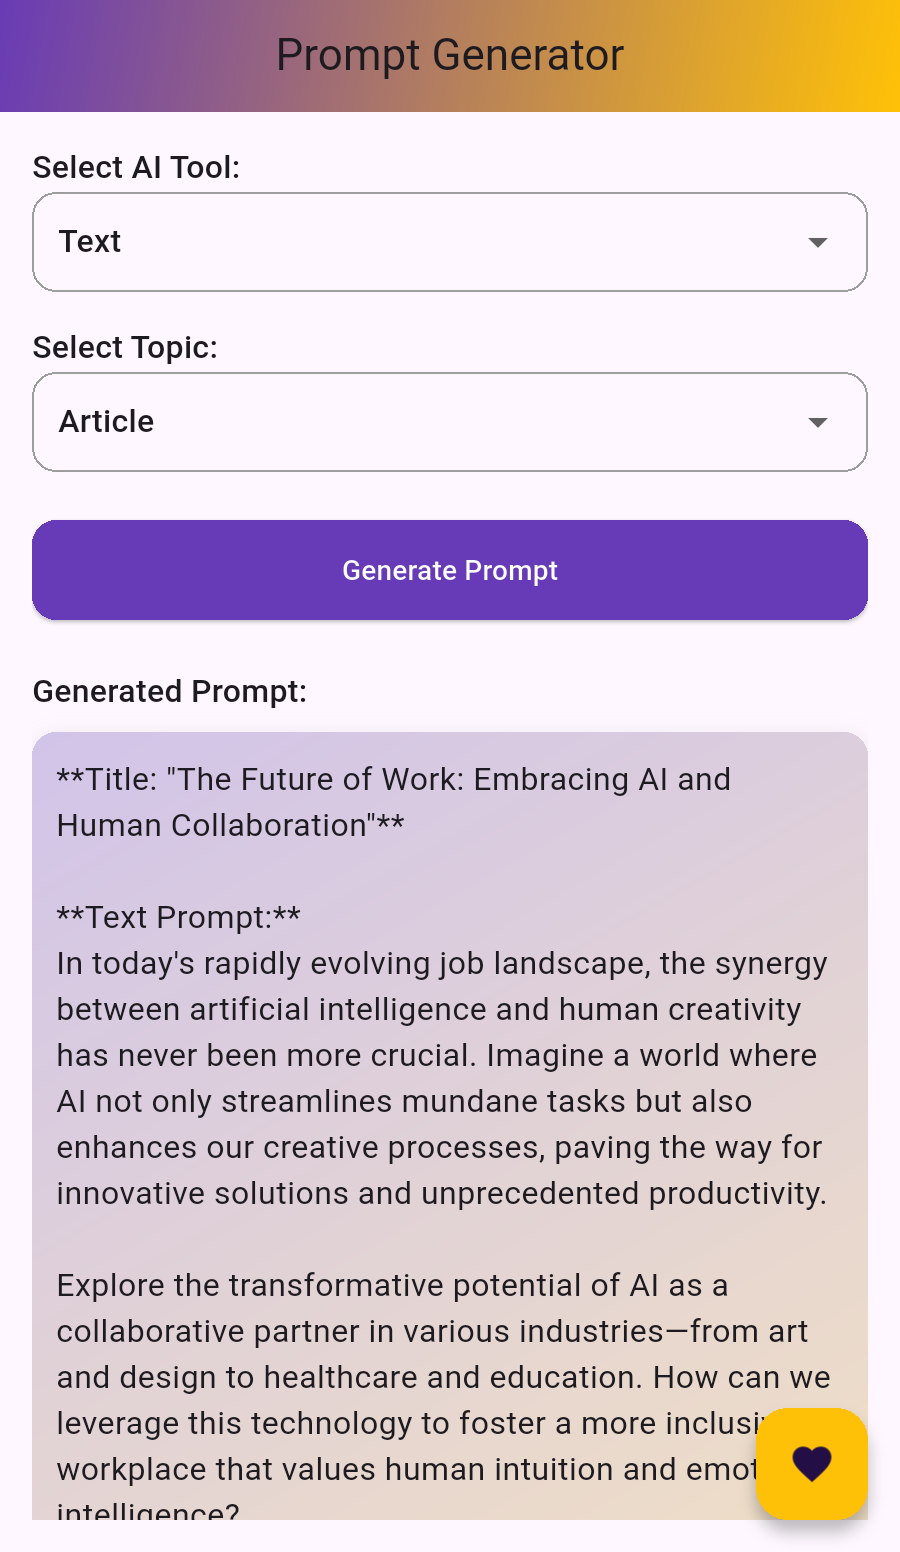 Prompt Generator
Select AI Tool:
Text
Select Topic:
Article
Generate Prompt
Generated Prompt:
**Title: "The Future of Work: Embracing AI and
Human Collaboration"**
**Text Prompt:**
In today's rapidly evolving job landscape, the synergy
between artificial intelligence and human creativity
has never been more crucial. Imagine a world where
AI not only streamlines mundane tasks but also
enhances our creative processes, paving the way for
innovative solutions and unprecedented productivity.
Explore the transformative potential of AI as a
collaborative partner in various industries—from art
and design to healthcare and education. How can we
leverage this technology to foster a more
workplace that values human intuition and
intelligence?